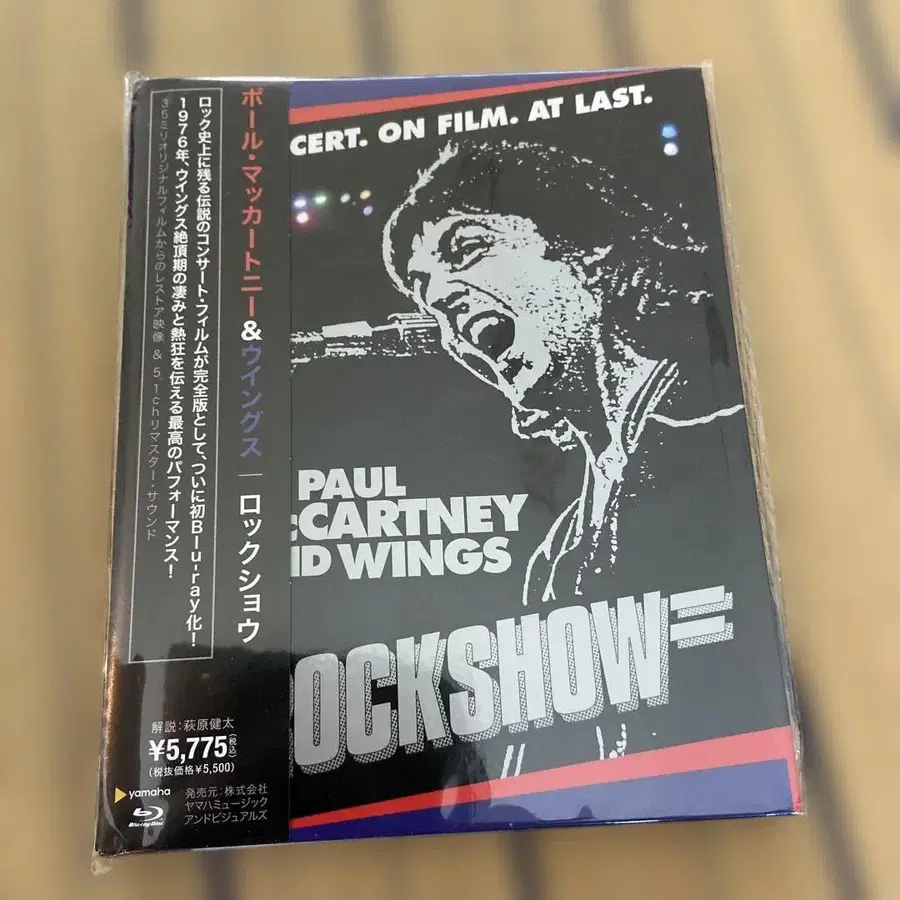 ポール・マッカートニー&ウイングス | ロックショウ
ロック史上に残る伝説のコンサート・フィルムが完全版として、ついに初Blu-ray化!
1976年、ウイングス絶頂期の凄みと熱狂を伝える最高のパフォーマンス!
35ミリオリジナルフィルムからのレストア映像 & 5.1chリマスター・サウンド
解説:萩原健太
¥5,775(税込)
(税抜価格¥5,500)
yamaha
発売元:株式会社
ヤマハミュージック
アンドビジュアルズ
Blu-ray Disc
CERT. ON FILM. AT LAST.
PAUL
CARTNEY
ID WINGS
OCKSHOW